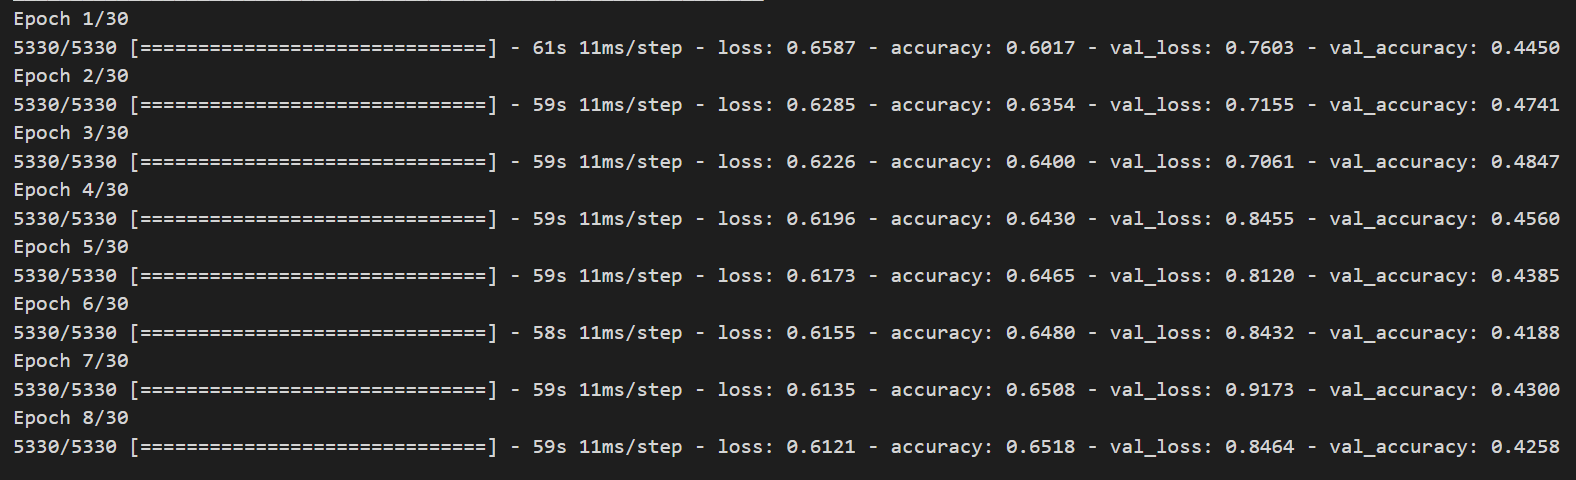 Epoch 1/30
5330/5330 [==============================] - 61s 11ms/step - loss: 0.6587 - accuracy: 0.6017 - val_loss: 0.7603 - val_accuracy: 0.4450
Epoch 2/30
5330/5330 [==============================] - 59s 11ms/step - loss: 0.6285 - accuracy: 0.6354 - val_loss: 0.7155 - val_accuracy: 0.4741
Epoch 3/30
5330/5330 [==============================] - 59s 11ms/step - loss: 0.6226 - accuracy: 0.6400 - val_loss: 0.7061 - val_accuracy: 0.4847
Epoch 4/30
5330/5330 [==============================] - 59s 11ms/step - loss: 0.6196 - accuracy: 0.6430 - val_loss: 0.8455 - val_accuracy: 0.4560
Epoch 5/30
5330/5330 [==============================] - 59s 11ms/step - loss: 0.6173 - accuracy: 0.6465 - val_loss: 0.8120 - val_accuracy: 0.4385
Epoch 6/30
5330/5330 [==============================] - 58s 11ms/step - loss: 0.6155 - accuracy: 0.6480 - val_loss: 0.8432 - val_accuracy: 0.4188
Epoch 7/30
5330/5330 [==============================] - 59s 11ms/step - loss: 0.6135 - accuracy: 0.6508 - val_loss: 0.9173 - val_accuracy: 0.4300
Epoch 8/30
5330/5330 [==============================] - 59s 11ms/step - loss: 0.6121 - accuracy: 0.6518 - val_loss: 0.8464 - val_accuracy: 0.4258